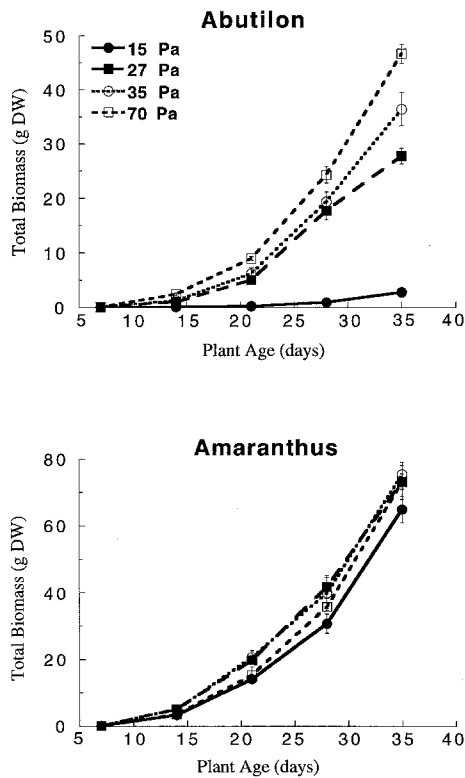 Abutilon
50
40
30
20
10
0
15 Pa
27 Pa
35 Pa
70 Pa
Total Biomass (g DW)
5 10 15 20 25 30 35 40
Plant Age (days)
Amaranthus
80
60
40
20
0
Total Biomass (g DW)
5 15 20 25 30 35 40
Plant Age (days)